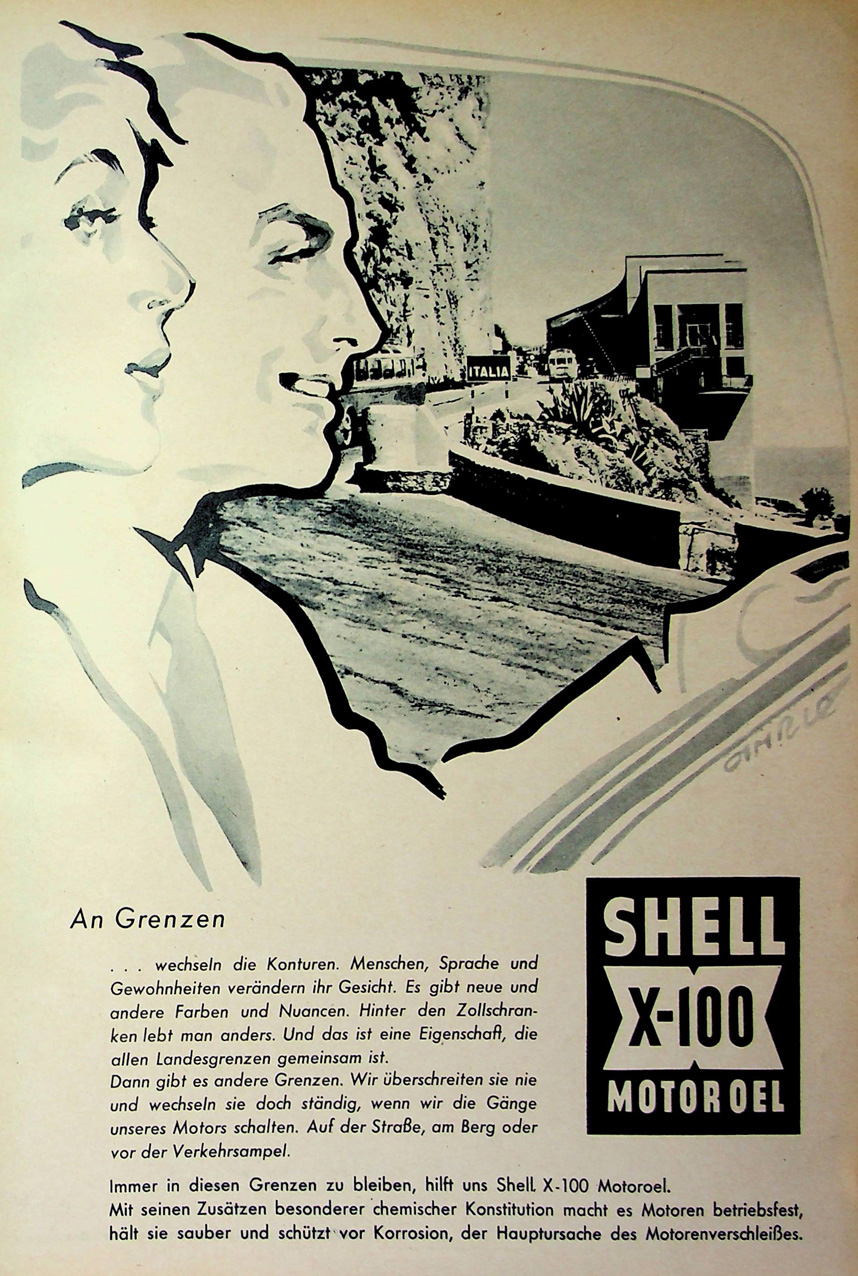 ITALIA
An Grenzen
. . . wechseln die Konturen. Menschen, Sprache und
Gewohnheiten verändern ihr Gesicht. Es gibt neue und
andere Farben und Nuancen. Hinter den Zollschran-
ken lebt man anders. Und das ist eine Eigenschaft, die
allen Landesgrenzen gemeinsam ist.
Dann gibt es andere Grenzen. Wir überschreiten sie nie
und wechseln sie doch ständig, wenn wir die Gänge
unseres Motors schalten. Auf der Straße, am Berg oder
vor der Verkehrsampel.
Immer in diesen Grenzen zu bleiben, hilft uns Shell X-100 Motoroel.
Mit seinen Zusätzen besonderer chemischer Konstitution macht es Motoren betriebsfest,
hält sie sauber und schützt vor Korrosion, der Hauptursache des Motorenverschleißes.
SHELL
X-100
MOTOROEL